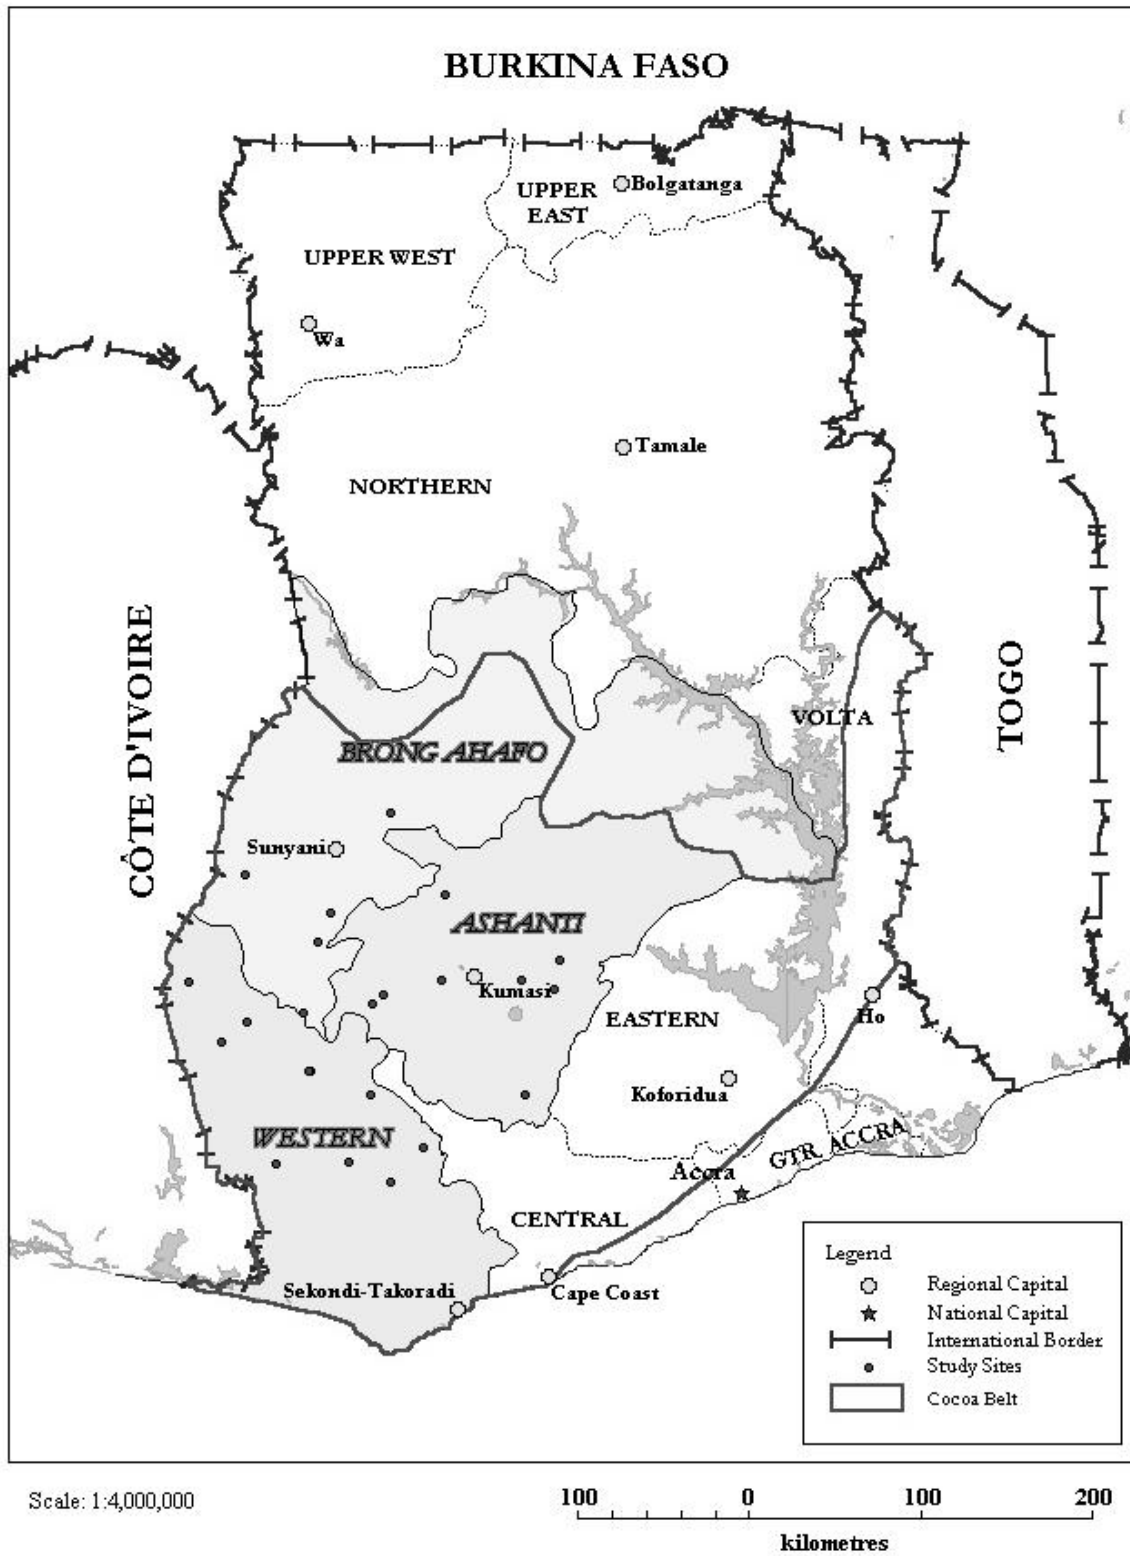 BURKINA FASO
UPPER
EAST
Bolgatanga
UPPER WEST
Wa
Tamale
NORTHERN
CÔTE D'IVOIRE
TOGO
VOLTA
BRONG AHAFO
Sunyani
ASHANTI
Kumasi
EASTERN
Ho
Koforidua
WESTERN
GTR. ACCRA
Accra
CENTRAL
Sekondi-Takoradi
Cape Coast
Legend
Regional Capital
National Capital
International Border
Study Sites
Cocoa Belt
Scale: 1:4,000,000
100 0 100 200
kilometres